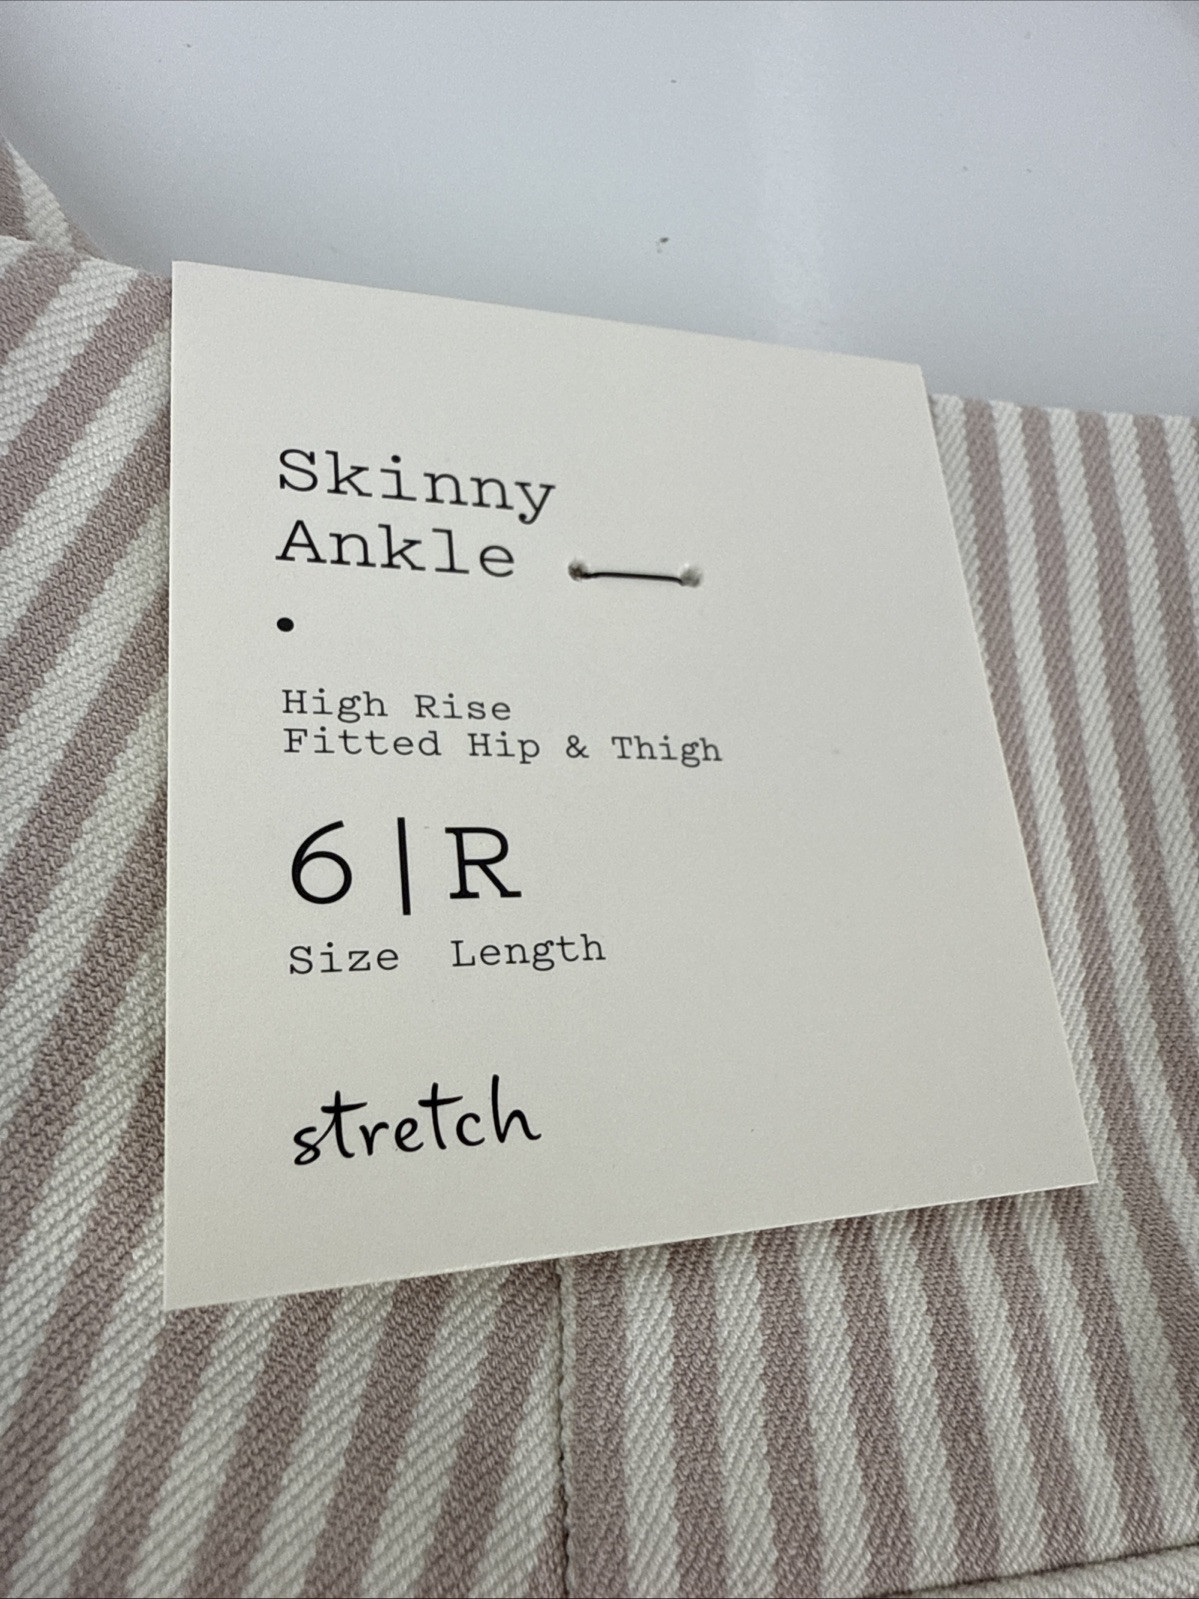 Skinny
Ankle
•
High Rise
Fitted Hip & Thigh
6|R
Size Length
stretch